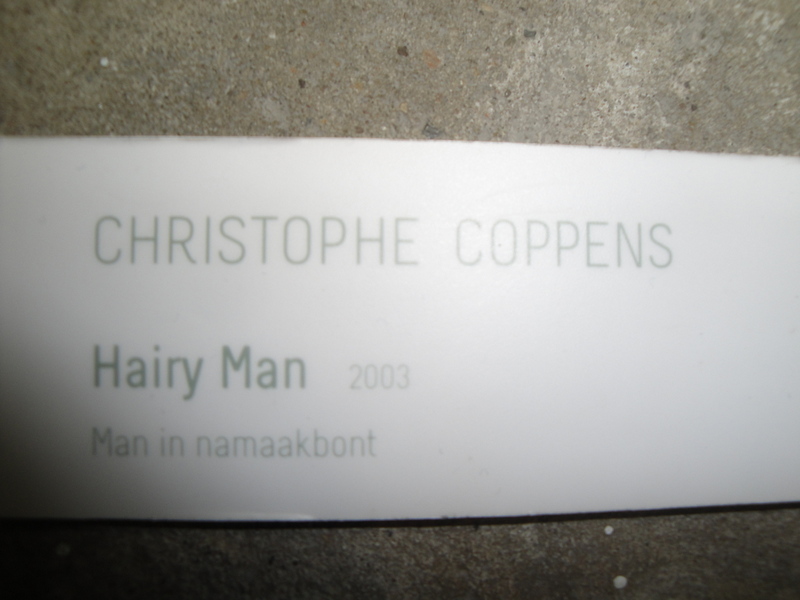 CHRISTOPHE COPPENS
Hairy Man 2003
Man in namaakbont